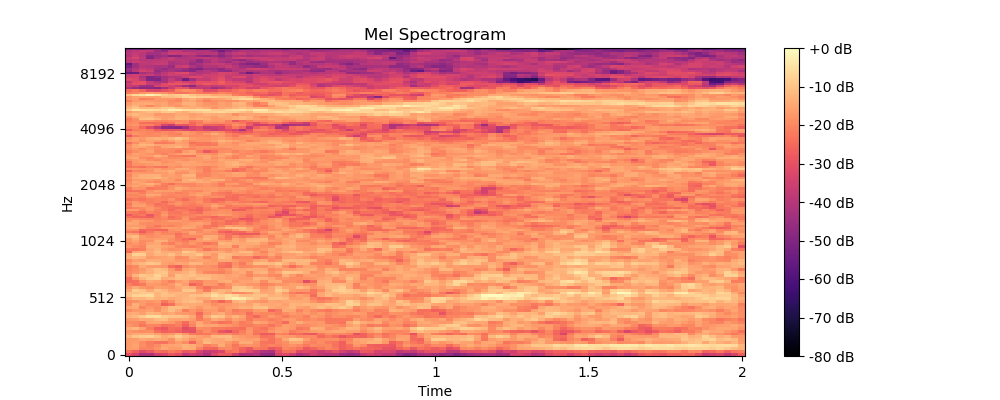 Mel Spectrogram
Hz
8192
4096
2048
1024
512
0
0
0.5
1
1.5
2
Time
+0 dB
-10 dB
-20 dB
-30 dB
-40 dB
-50 dB
-60 dB
-70 dB
-80 dB